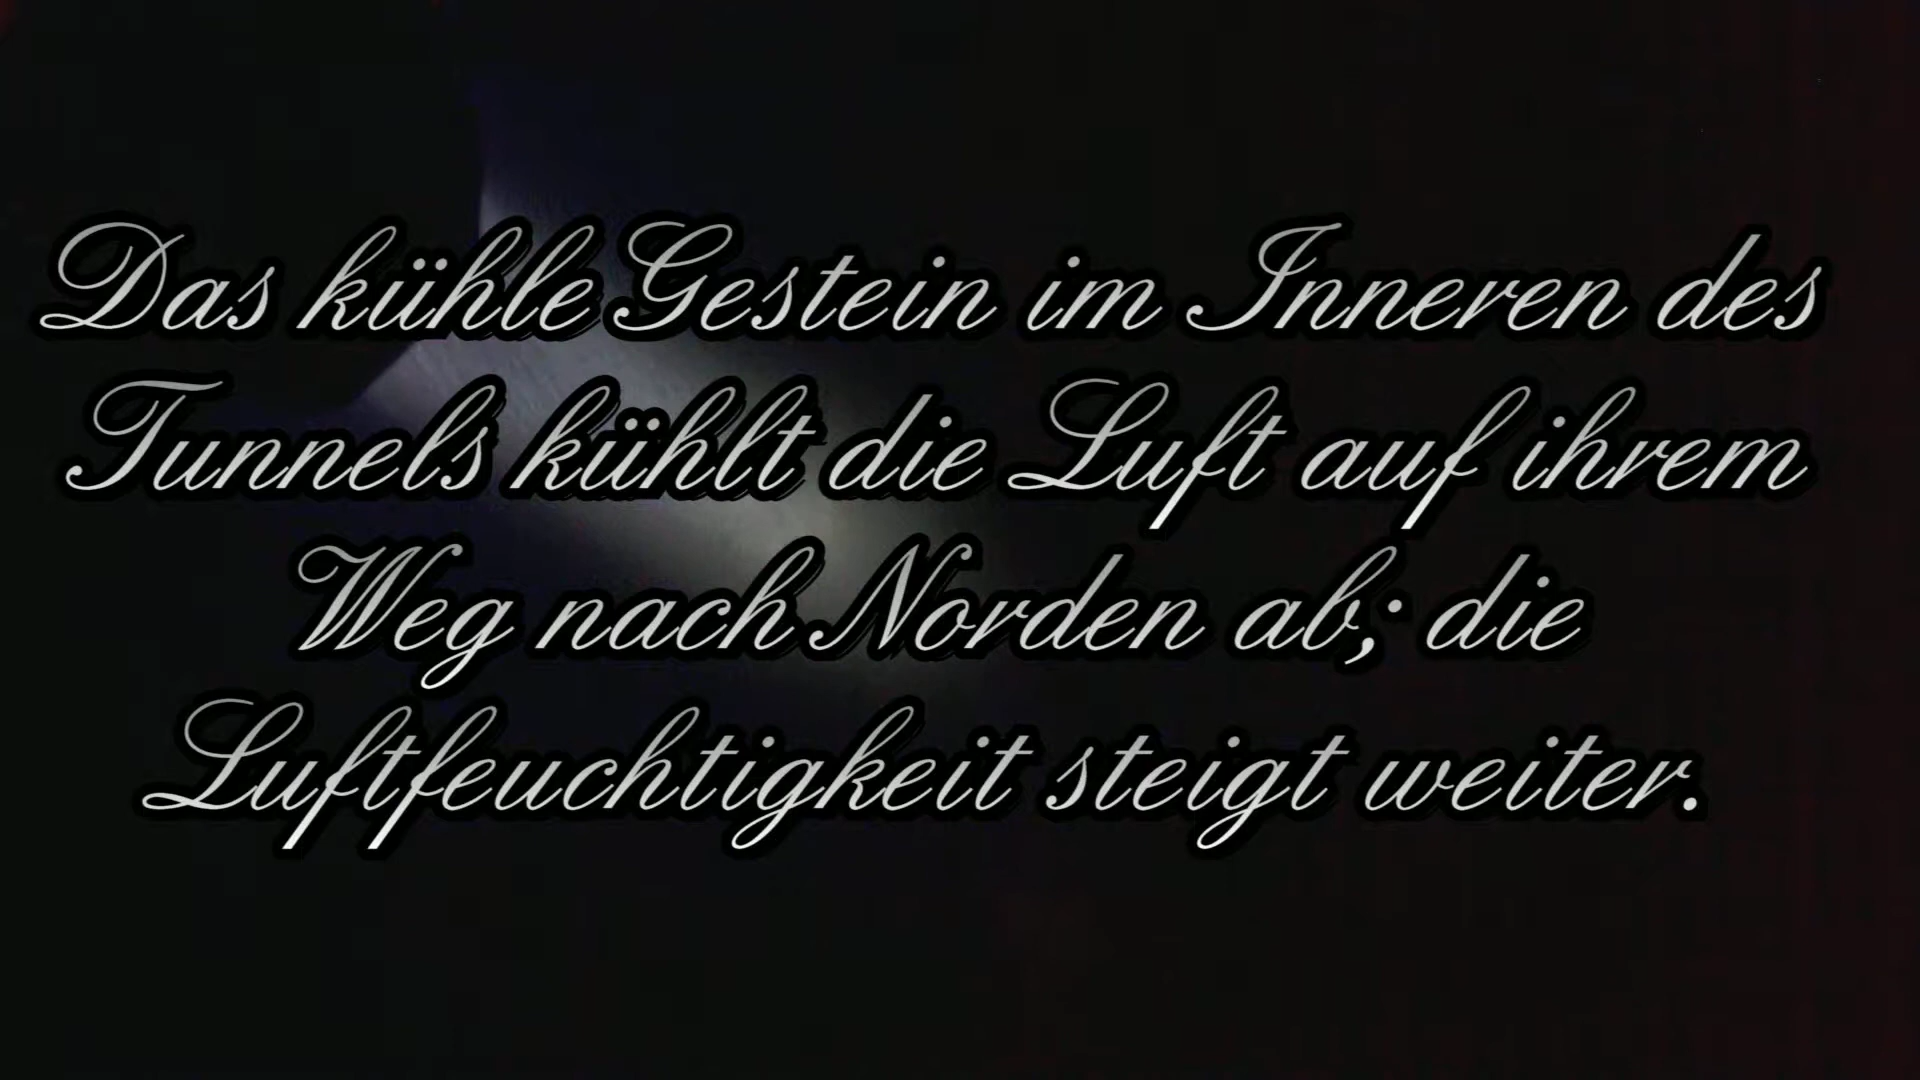 Das kühle Gestein im Inneren des
Tunnels kühlt die Luft auf ihrem
Weg nach Norden ab; die
Luftfeuchtigkeit steigt weiter.